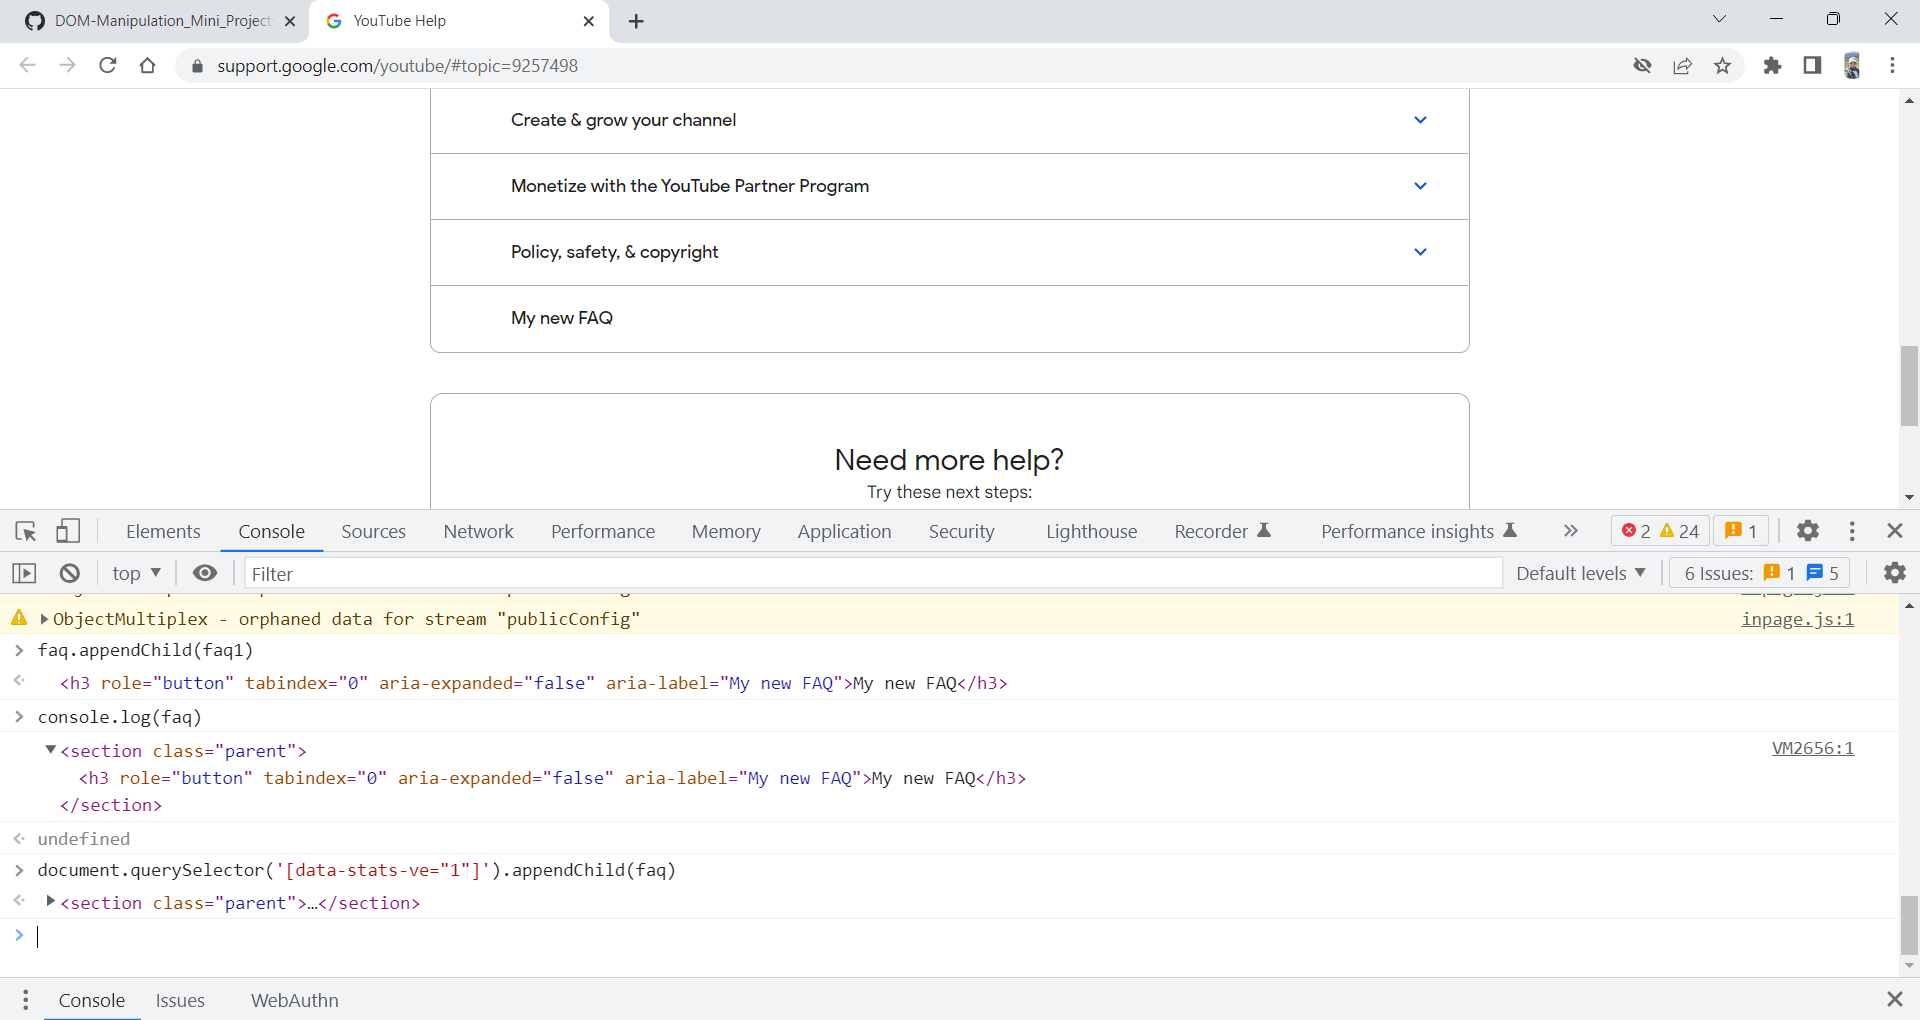 DOM-Manipulation_Mini_Project
YouTube Help
support.google.com/youtube/#topic=9257498
Create & grow your channel
Monetize with the YouTube Partner Program
Policy, safety, & copyright
My new FAQ
Need more help?
Try these next steps:
Elements Console Sources Network Performance Memory Application Security Lighthouse Recorder Performance insights 2 24 1
top Filter Default levels 6 Issues: 1 5
ObjectMultiplex - orphaned data for stream "publicConfig" inpage.js:1
faq.appendChild(faq1)
<h3 role="button" tabindex="0" aria-expanded="false" aria-label="My new FAQ">My new FAQ</h3>
console.log(faq)
<section class="parent"> VM2656:1
<h3 role="button" tabindex="0" aria-expanded="false" aria-label="My new FAQ">My new FAQ</h3>
</section>
undefined
document.querySelector('[data-stats-ve="1"]').appendChild(faq)
<section class="parent">…</section>
Console Issues WebAuthn